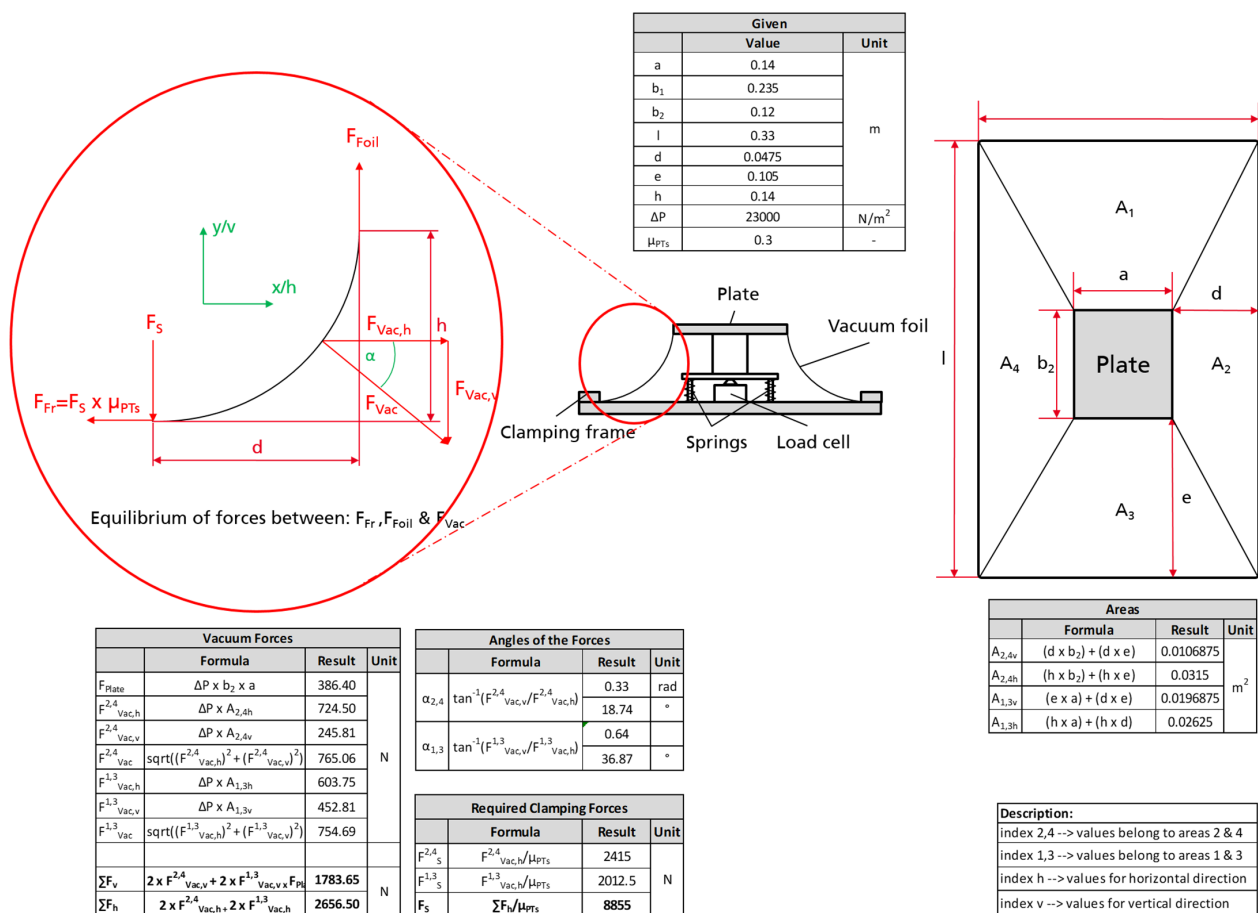 Given
Value Unit
a 0.14 m
b1 0.235
b2 0.12
l 0.33
d 0.0475
e 0.105
h 0.14
ΔP 23000 N/m²
μPTs 0.3 -
FFoil
y/v
x/h
FS
FVac,h
h
α
FVac,v
FFr=FS x μPTs
FVac
d
Equilibrium of forces between: FFr ,FFoil & FVac
Plate
Vacuum foil
Clamping frame
Springs
Load cell
A1
a
d
l
A4
b2
Plate
A2
e
A3
Vacuum Forces
Formula Result Unit
FPlate ΔP x b2 x a 386.40 N
F2,4Vac,h ΔP x A2,4h 724.50
F2,4Vac,v ΔP x A2,4v 245.81
F2,4Vac sqrt((F2,4Vac,h)2 + (F2,4Vac,v)2) 765.06
F1,3Vac,h ΔP x A1,3h 603.75
F1,3Vac,v ΔP x A1,3v 452.81
F1,3Vac sqrt((F1,3Vac,h)2 + (F1,3Vac,v)2) 754.69
∑Fv 2 x F2,4Vac,v + 2 x F1,3Vac,v x FPl 1783.65 N
∑Fh 2 x F2,4Vac,h + 2 x F1,3Vac,h 2656.50
Angles of the Forces
Formula Result Unit
α2,4 tan-1(F2,4Vac,v/F2,4Vac,h) 0.33 rad
18.74 °
α1,3 tan-1(F1,3Vac,v/F1,3Vac,h) 0.64
36.87 °
Required Clamping Forces
Formula Result Unit
F2,4S F2,4Vac,h/μPTs 2415 N
F1,3S F1,3Vac,h/μPTs 2012.5
FS ∑Fh/μPTs 8855
Areas
Formula Result Unit
A2,4v (d x b2) + (d x e) 0.0106875 m2
A2,4h (h x b2) + (h x e) 0.0315
A1,3v (e x a) + (d x e) 0.0196875
A1,3h (h x a) + (h x d) 0.02625
Description:
index 2,4 --> values belong to areas 2 & 4
index 1,3 --> values belong to areas 1 & 3
index h --> values for horizontal direction
index v --> values for vertical direction